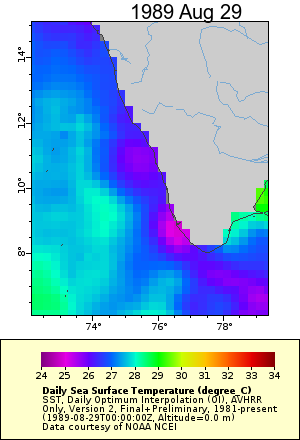 1989 Aug 29
14°
12°
10°
8°
74° 76° 78°
24 25 26 27 28 29 30 31 32 33 34
Daily Sea Surface Temperature (degree_C)
SST, Daily Optimum Interpolation (OI), AVHRR
Only, Version 2, Final+Preliminary, 1981-present
(1989-08-29T00:00:00Z, Altitude=0.0 m)
Data courtesy of NOAA NCEI